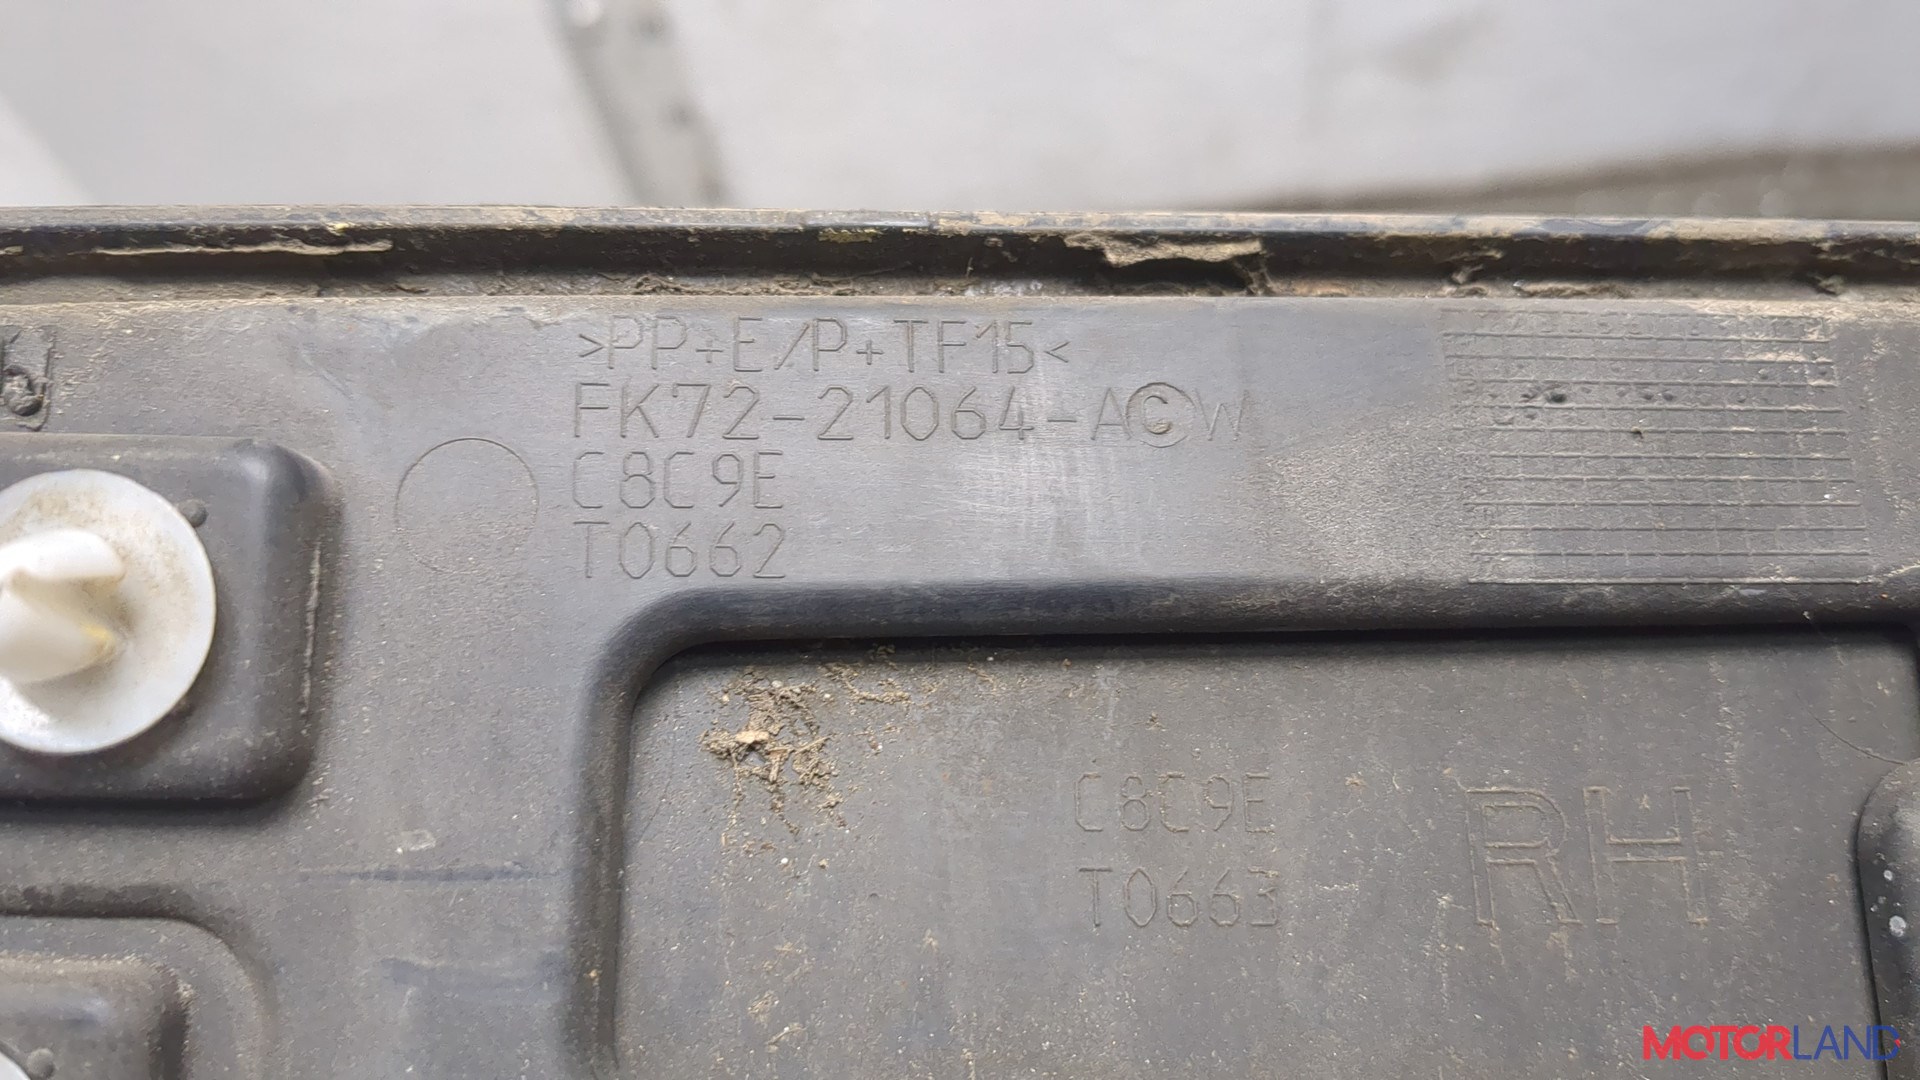 >PP+E/P+TF15<
FK72-21064-ACW
C8C9E
T0662
C8C9E
T0663
RH
MOTORLAND